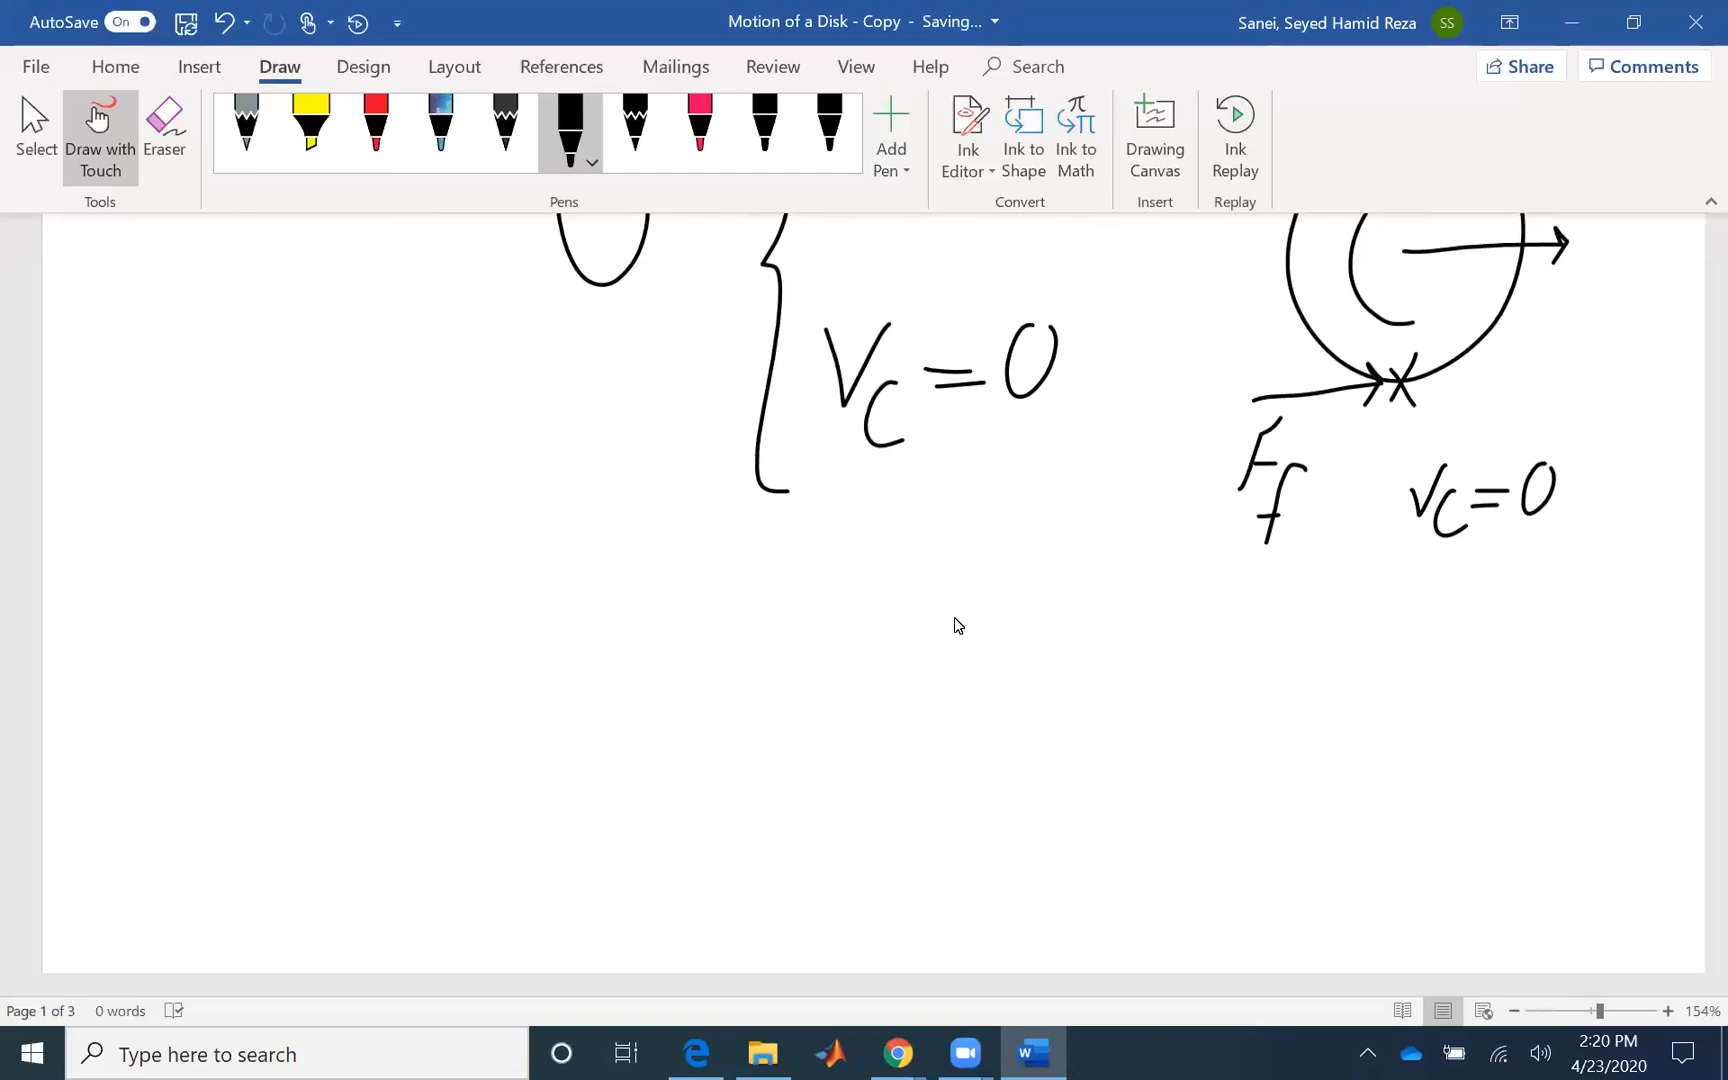 AutoSave On
Motion of a Disk - Copy - Saving...
Sanei, Seyed Hamid Reza SS
File Home Insert Draw Design Layout References Mailings Review View Help Search
Share Comments
Select Draw with Touch Eraser
Add Pen
Ink Editor Ink to Shape Ink to Math
Drawing Canvas
Ink Replay
Tools Pens Convert Insert Replay
V_C = 0
F_f
V_C = 0
Page 1 of 3 0 words 154%
Type here to search
2:20 PM
4/23/2020